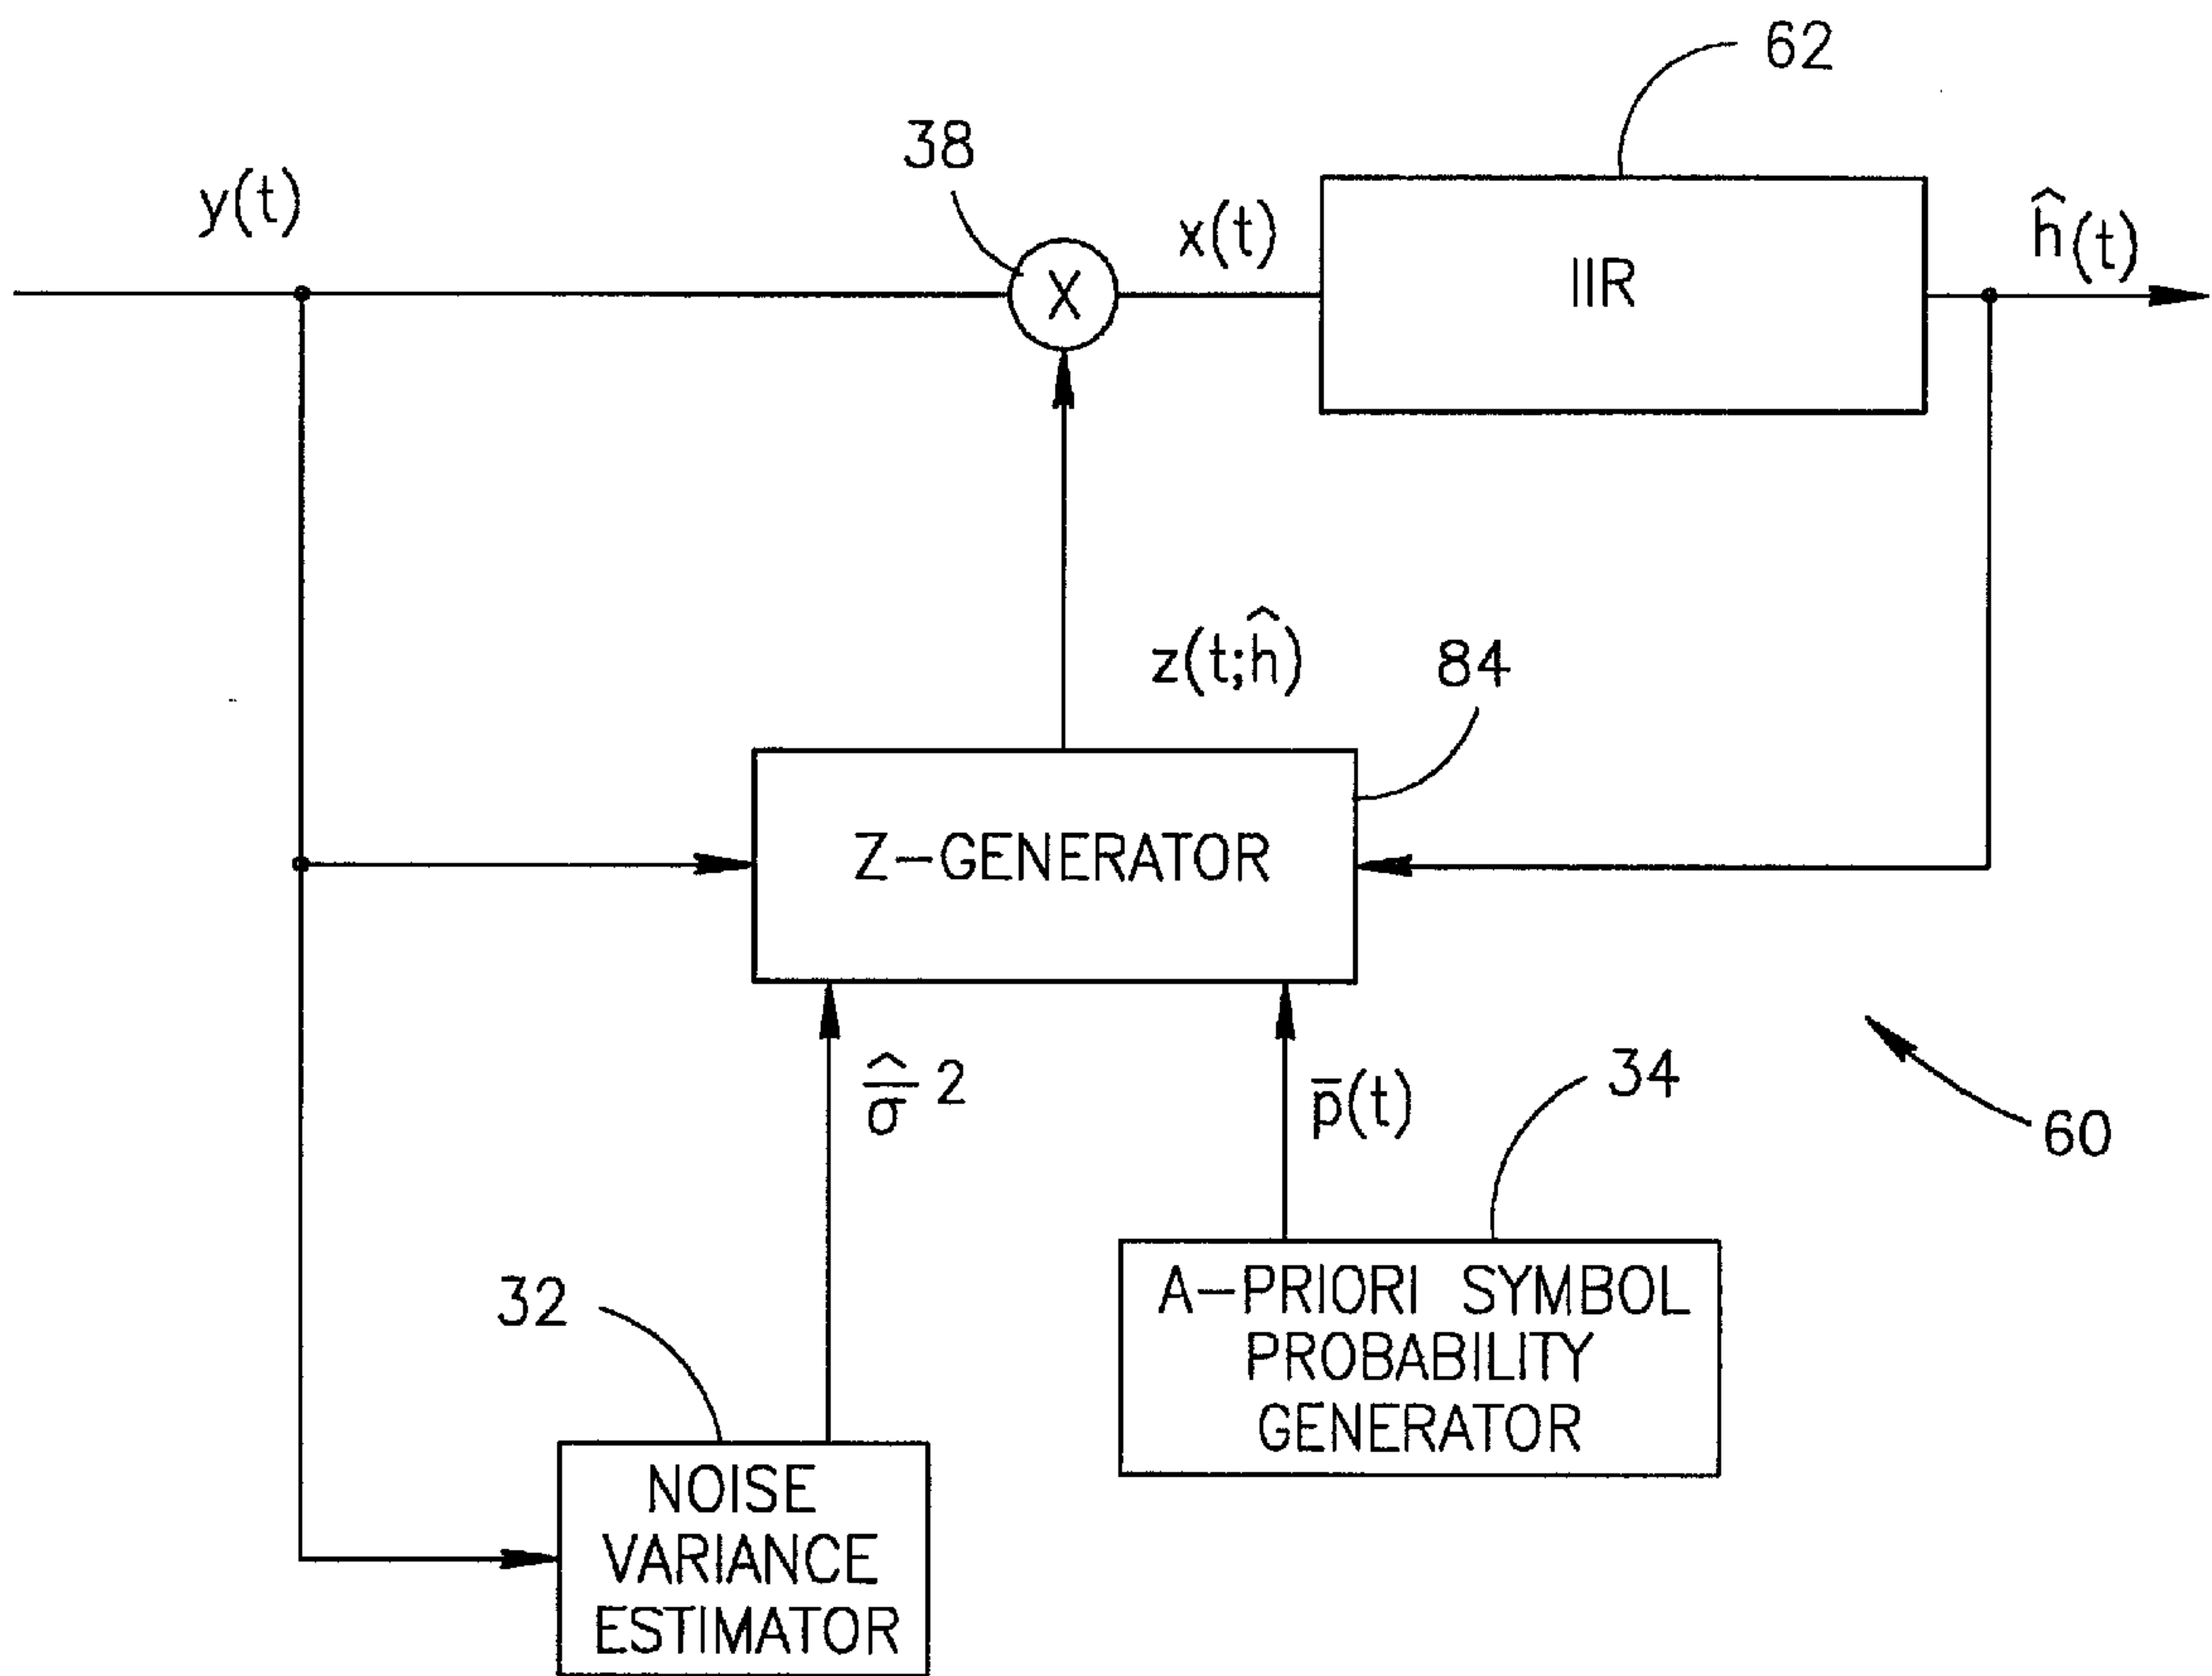 62
38
y(t)
x(t)
ĥ(t)
IIR
X
z(t;ĥ)
84
Z-GENERATOR
σ̂̅ 2
p̅(t)
34
60
32
A-PRIORI SYMBOL
PROBABILITY
GENERATOR
NOISE
VARIANCE
ESTIMATOR